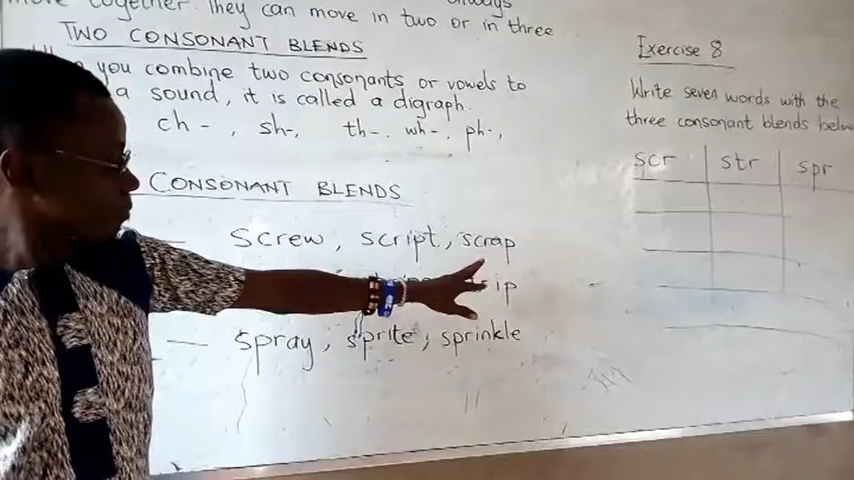 move together. They can move in two or in three
TWO CONSONANT BLENDS
you combine two consonants or vowels to
a sound, it is called a digraph.
ch - , sh-, th-. wh-, ph-,
CONSONANT BLENDS
screw, script, scrap
spray, sprite, sprinkle
Exercise 8
Write seven words with the
three consonant blends below
scr str spr